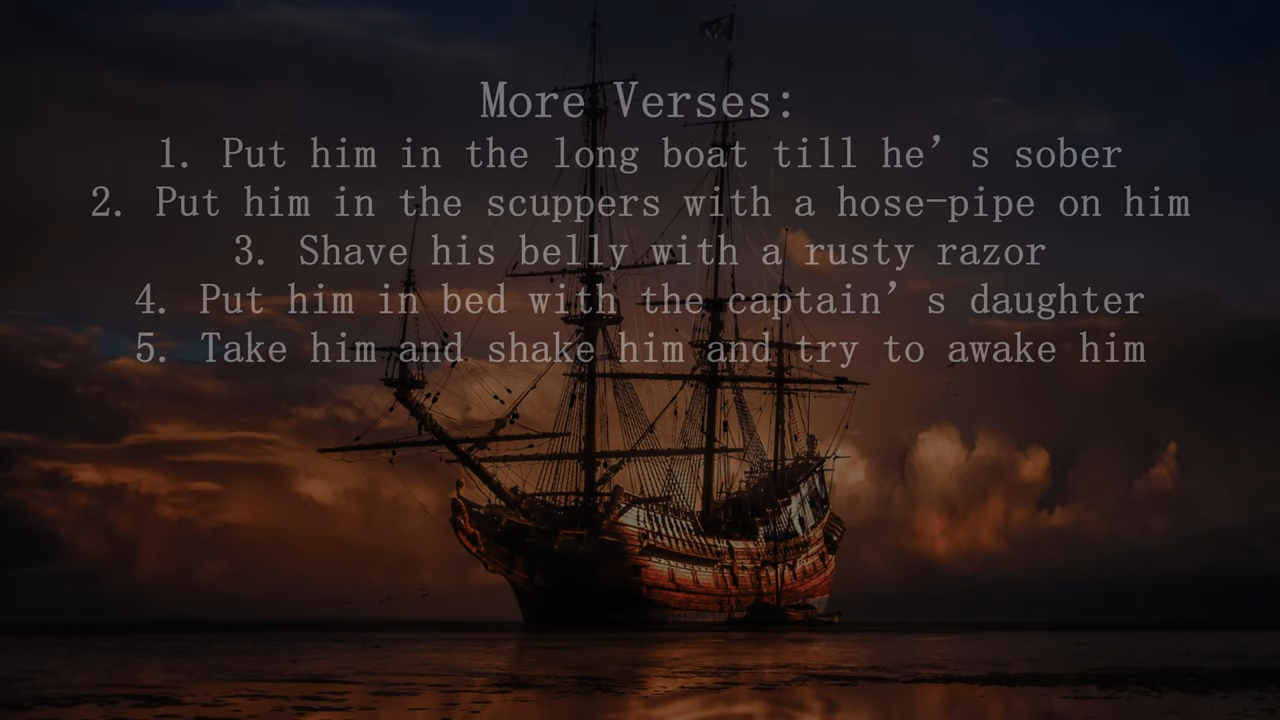 More Verses:
1. Put him in the long boat till he’s sober
2. Put him in the scuppers with a hose-pipe on him
3. Shave his belly with a rusty razor
4. Put him in bed with the captain’s daughter
5. Take him and shake him and try to awake him